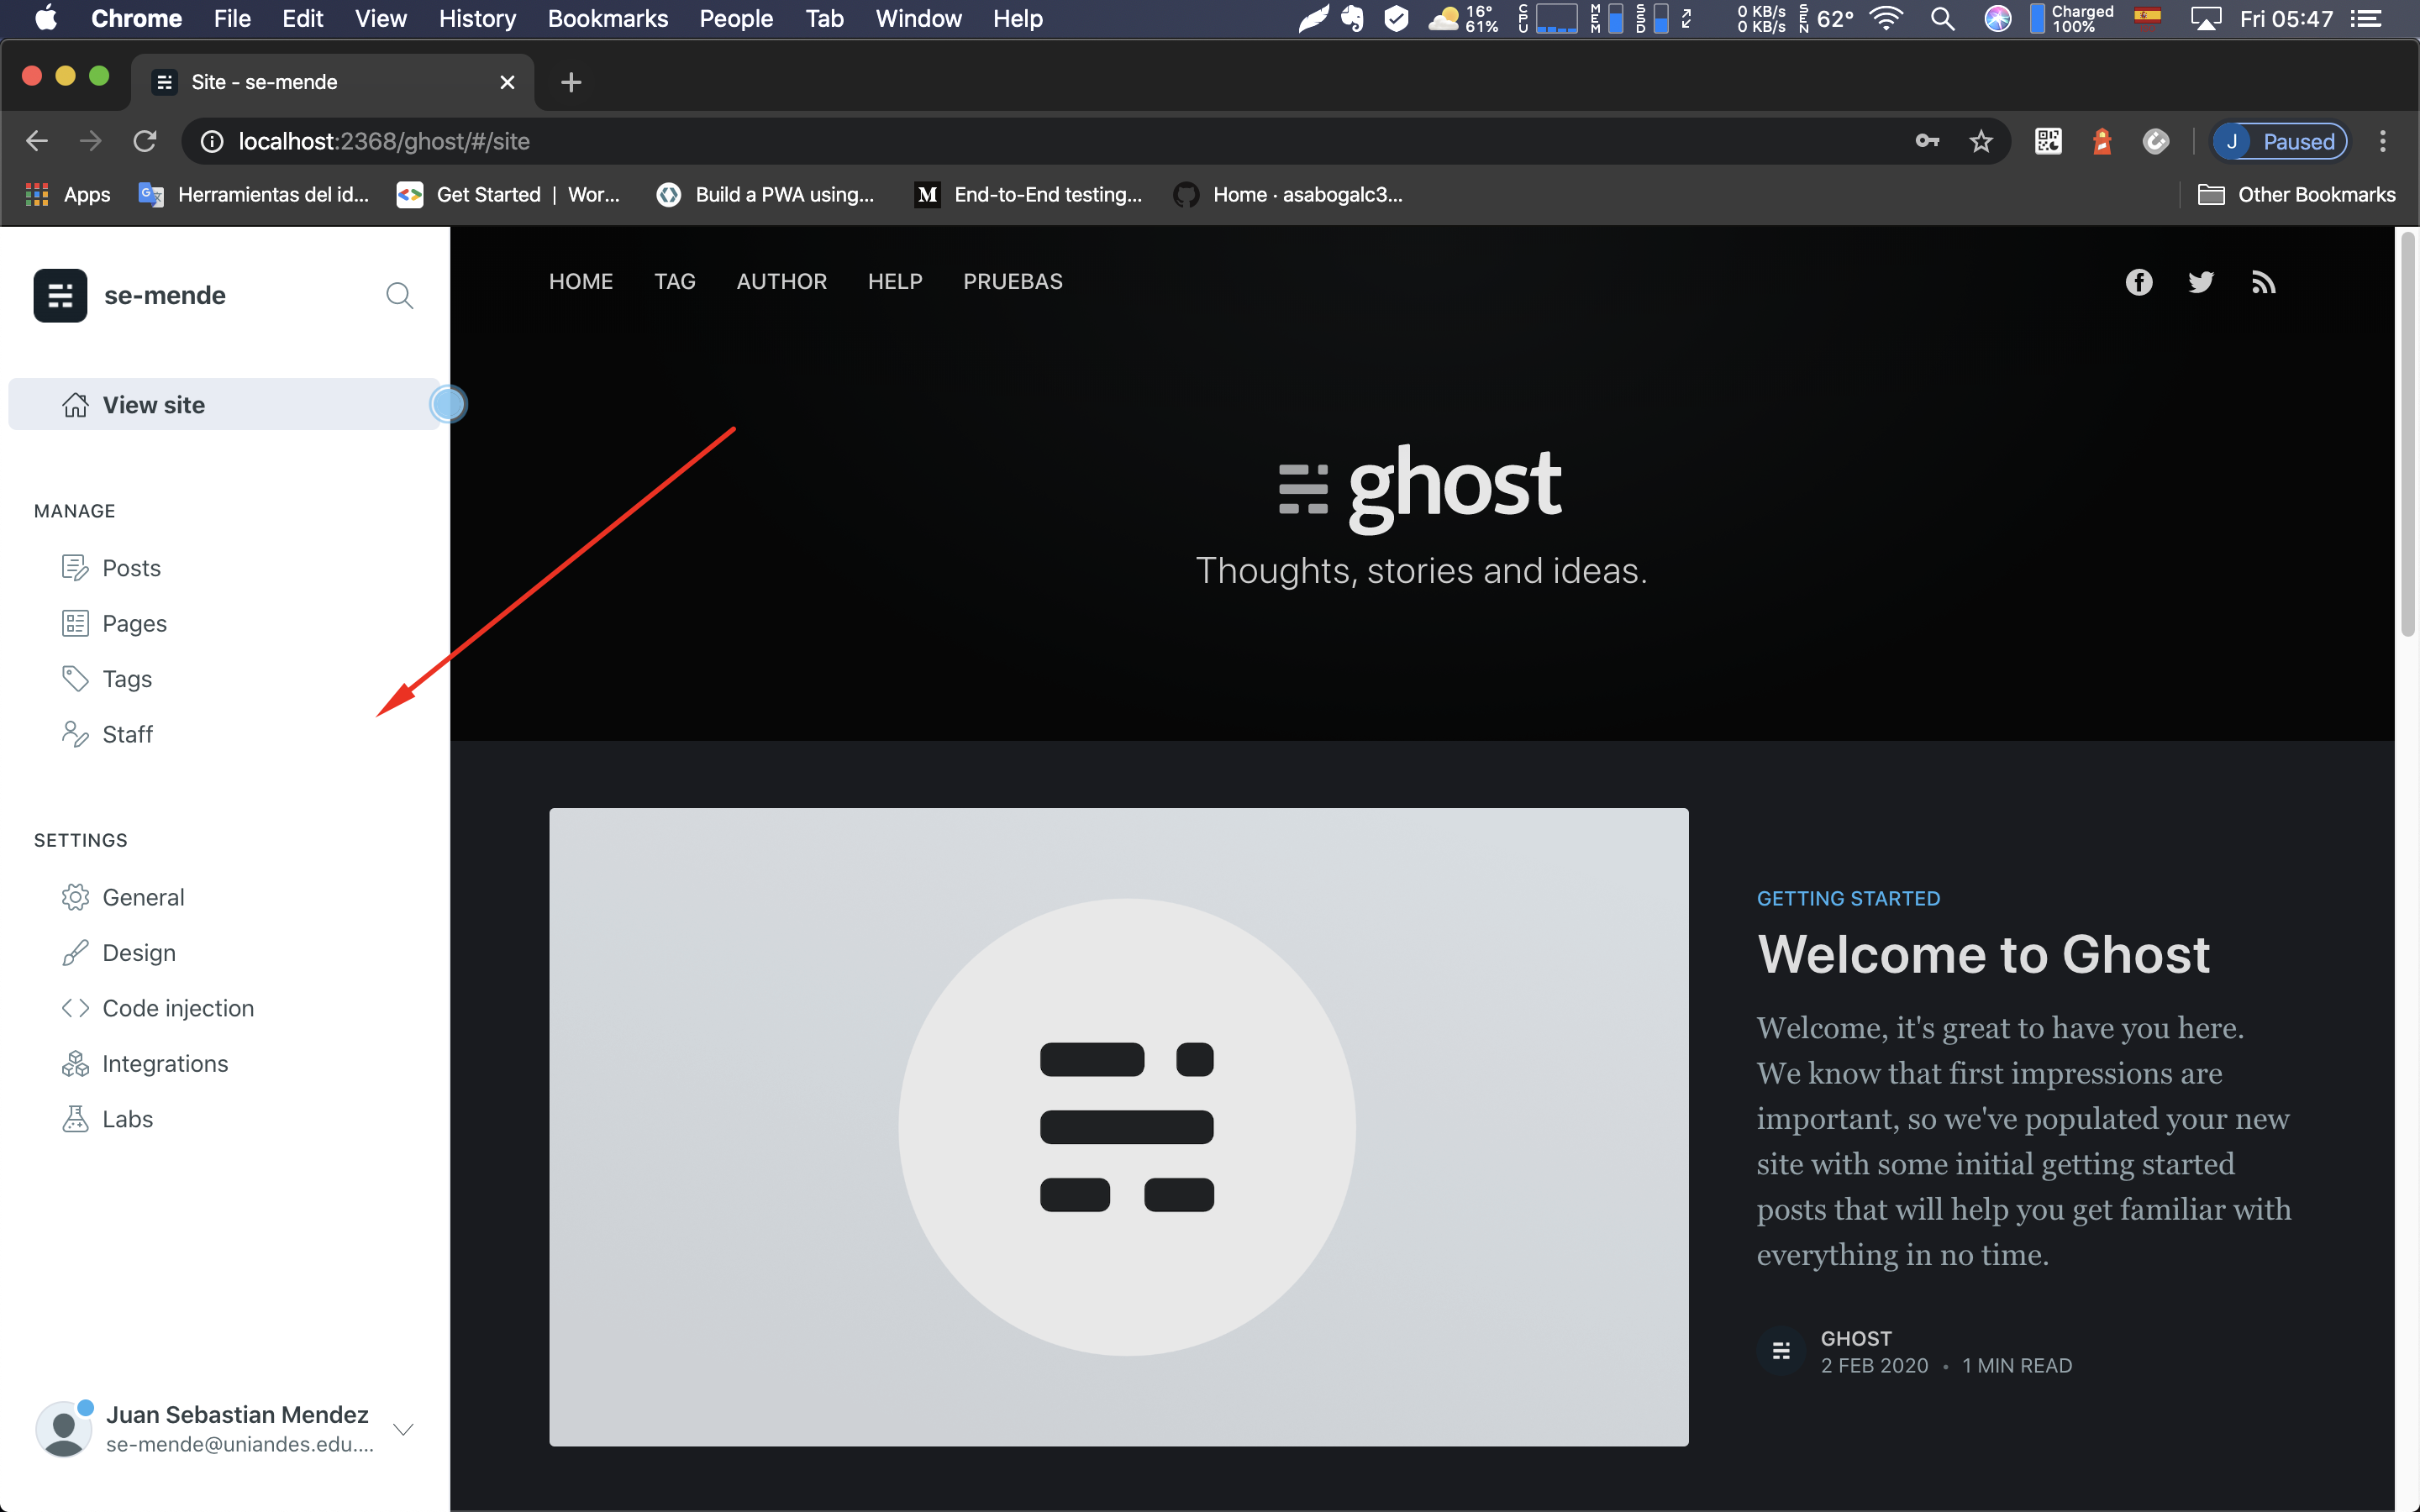 Chrome File Edit View History Bookmarks People Tab Window Help
16°
61%
CPU
MEM
SSD
0 KB/s
0 KB/s
SEN
62°
Charged
100%
Fri 05:47
Site - se-mende
localhost:2368/ghost/#/site
J Paused
Apps
Herramientas del id...
Get Started | Wor...
Build a PWA using...
M End-to-End testing...
Home · asabogalc3...
Other Bookmarks
se-mende
View site
MANAGE
Posts
Pages
Tags
Staff
SETTINGS
General
Design
Code injection
Integrations
Labs
Juan Sebastian Mendez
se-mende@uniandes.edu....
HOME TAG AUTHOR HELP PRUEBAS
ghost
Thoughts, stories and ideas.
GETTING STARTED
Welcome to Ghost
Welcome, it's great to have you here.
We know that first impressions are
important, so we've populated your new
site with some initial getting started
posts that will help you get familiar with
everything in no time.
GHOST
2 FEB 2020 • 1 MIN READ